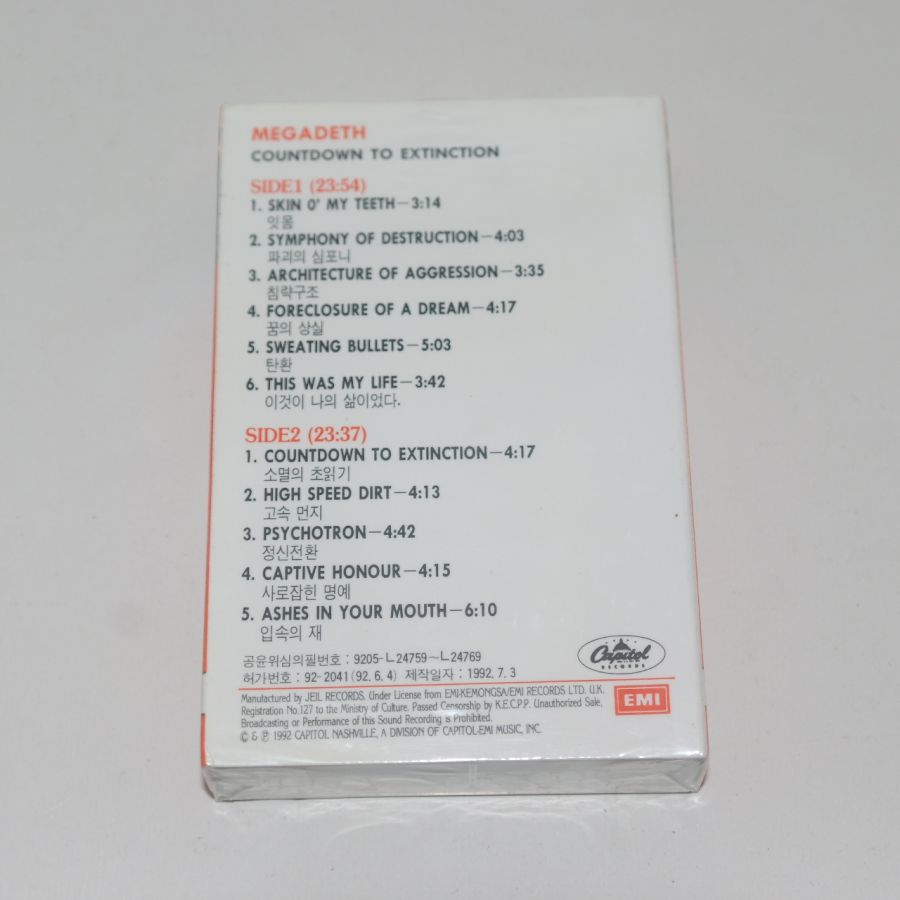 MEGADETH
COUNTDOWN TO EXTINCTION
SIDE1 (23:54)
1. SKIN O' MY TEETH—3:14
잇몸
2. SYMPHONY OF DESTRUCTION—4:03
파괴의 심포니
3. ARCHITECTURE OF AGGRESSION—3:35
침략구조
4. FORECLOSURE OF A DREAM—4:17
꿈의 상실
5. SWEATING BULLETS—5:03
탄환
6. THIS WAS MY LIFE—3:42
이것이 나의 삶이었다.
SIDE2 (23:37)
1. COUNTDOWN TO EXTINCTION—4:17
소멸의 초읽기
2. HIGH SPEED DIRT—4:13
고속 먼지
3. PSYCHOTRON—4:42
정신전환
4. CAPTIVE HONOUR—4:15
사로잡힌 명예
5. ASHES IN YOUR MOUTH—6:10
입속의 재
공윤위심의필번호 : 9205-ㄴ24759~ㄴ24769
허가번호 : 92-2041 (92. 6. 4) 제작일자 : 1992. 7. 3
Capitol
RECORDS
Manufactured by JEIL RECORDS. Under License from EMI-KEMONGSA/EMI RECORDS LTD. U.K.
Registration No.127 to the Ministry of Culture. Passed Censorship by K.E.C.P.P. Unauthorized Sale,
Broadcasting or Performance of this Sound Recording is Prohibited.
© & ℗ 1992 CAPITOL NASHVILLE, A DIVISION OF CAPITOL-EMI MUSIC, INC.
EMI